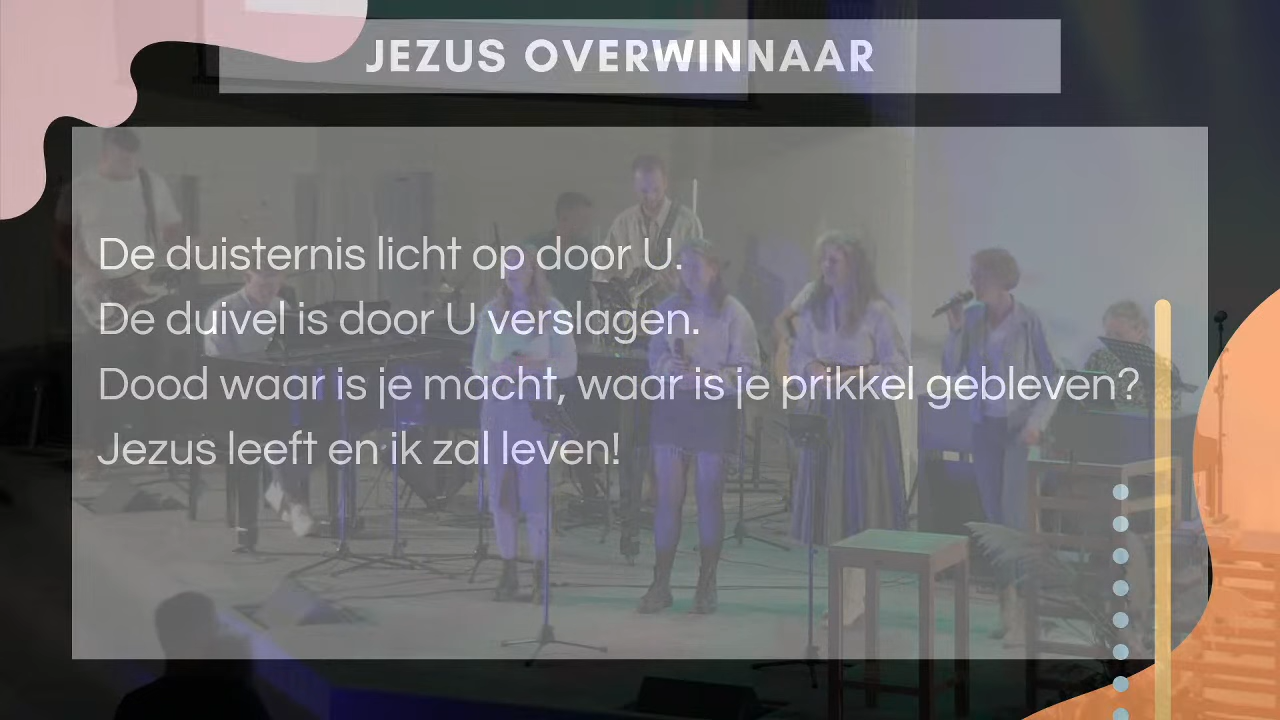 JEZUS OVERWINNAAR
De duisternis licht op door U.
De duivel is door U verslagen.
Dood waar is je macht, waar is je prikkel gebleven?
Jezus leeft en ik zal leven!